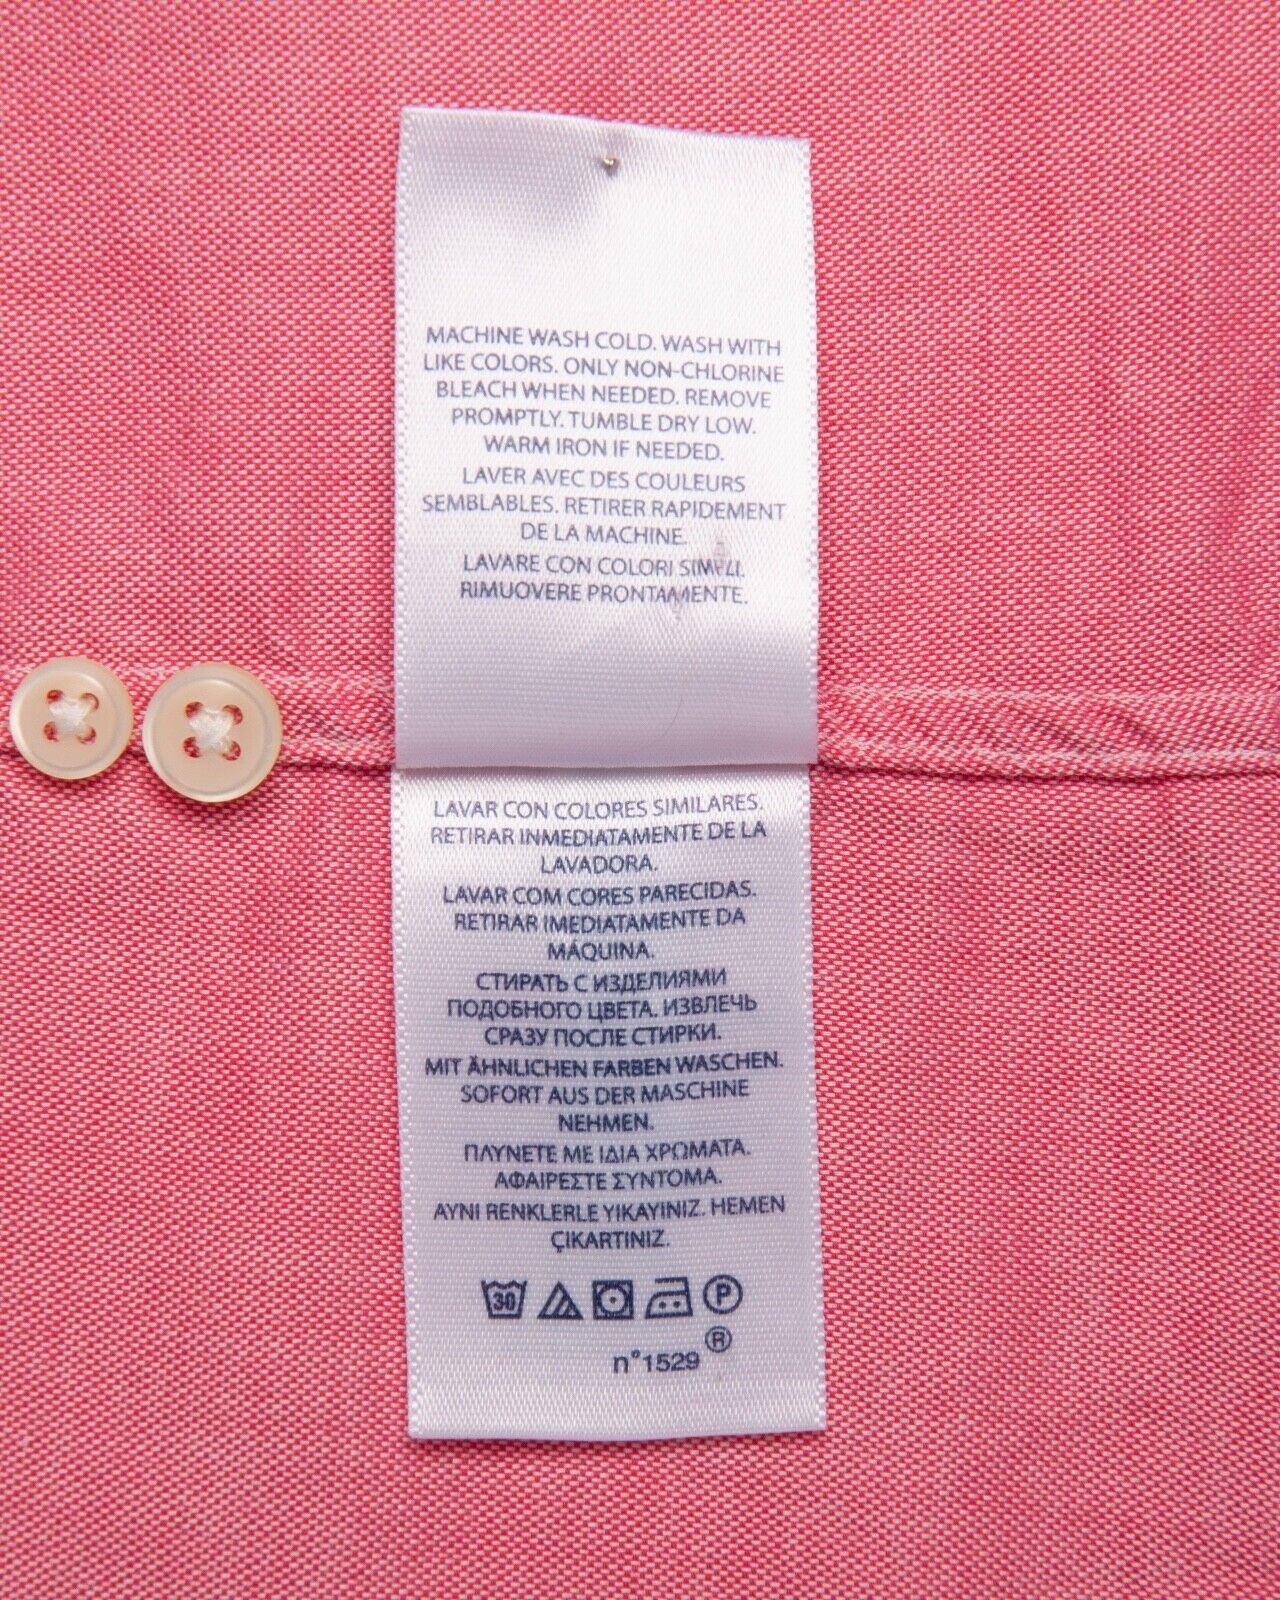 MACHINE WASH COLD. WASH WITH
LIKE COLORS. ONLY NON-CHLORINE
BLEACH WHEN NEEDED. REMOVE
PROMPTLY. TUMBLE DRY LOW.
WARM IRON IF NEEDED.
LAVER AVEC DES COULEURS
SEMBLABLES. RETIRER RAPIDEMENT
DE LA MACHINE.
LAVARE CON COLORI SIMILI.
RIMUOVERE PRONTAMENTE.
LAVAR CON COLORES SIMILARES.
RETIRAR INMEDIATAMENTE DE LA
LAVADORA.
LAVAR COM CORES PARECIDAS.
RETIRAR IMEDIATAMENTE DA
MÁQUINA.
СТИРАТЬ С ИЗДЕЛИЯМИ
ПОДОБНОГО ЦВЕТА. ИЗВЛЕЧЬ
СРАЗУ ПОСЛЕ СТИРКИ.
MIT ÄHNLICHEN FARBEN WASCHEN.
SOFORT AUS DER MASCHINE
NEHMEN.
ΠΛΥΝΕΤΕ ΜΕ ΙΔΙΑ ΧΡΩΜΑΤΑ.
ΑΦΑΙΡΕΣΤΕ ΣΥΝΤΟΜΑ.
AYNI RENKLERLE YIKAYINIZ. HEMEN
ÇIKARTINIZ.
30 P
n°1529 ®